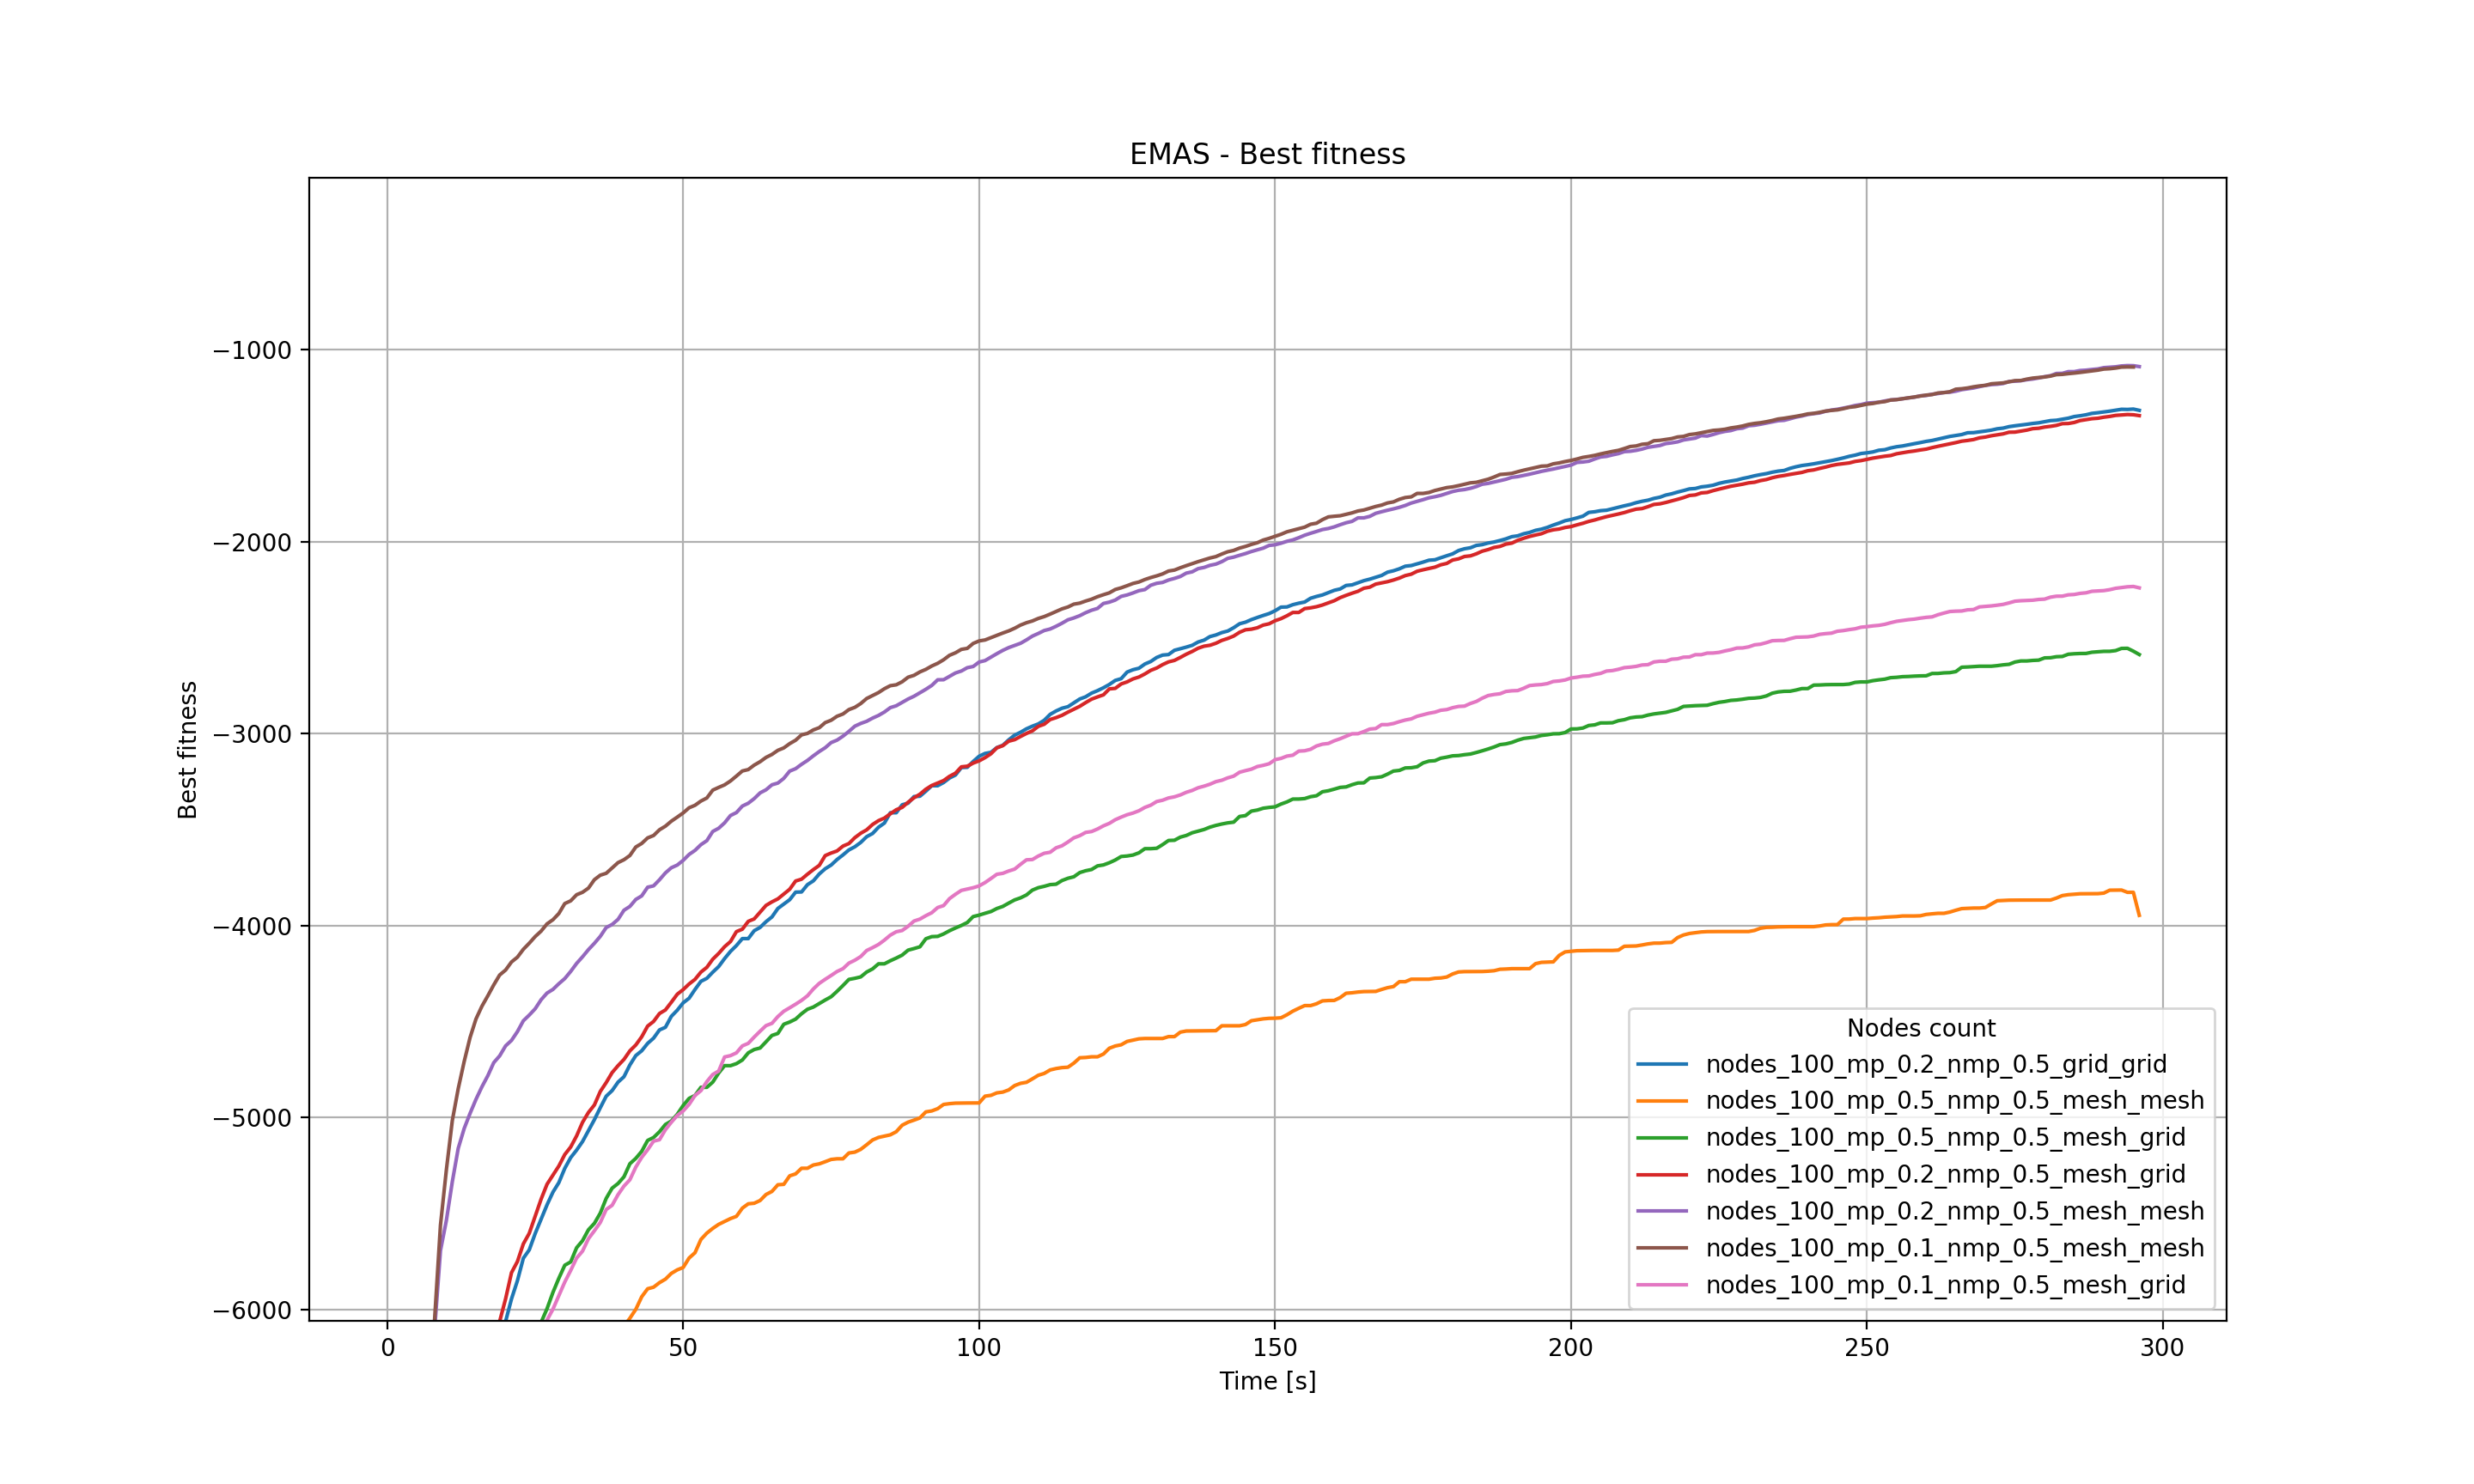 EMAS - Best fitness
Best fitness
−1000
−2000
−3000
−4000
−5000
−6000
Nodes count
nodes_100_mp_0.2_nmp_0.5_grid_grid
nodes_100_mp_0.5_nmp_0.5_mesh_mesh
nodes_100_mp_0.5_nmp_0.5_mesh_grid
nodes_100_mp_0.2_nmp_0.5_mesh_grid
nodes_100_mp_0.2_nmp_0.5_mesh_mesh
nodes_100_mp_0.1_nmp_0.5_mesh_mesh
nodes_100_mp_0.1_nmp_0.5_mesh_grid
0 50 100 150 200 250 300
Time [s]